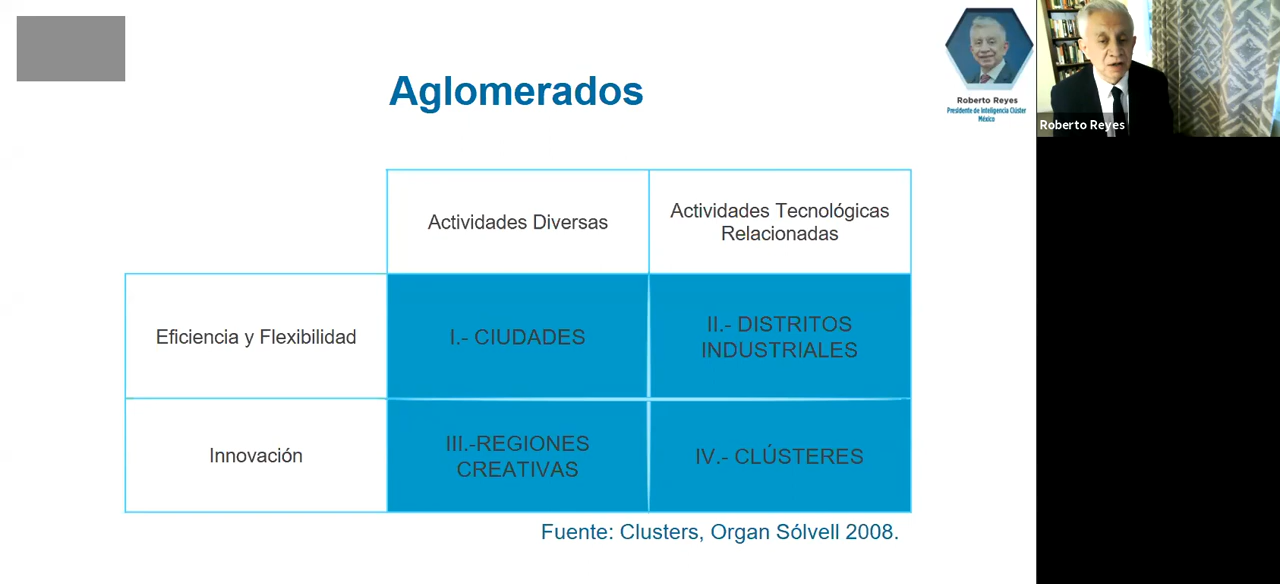 Aglomerados
Roberto Reyes
Presidente de Inteligencia Clúster
México
Roberto Reyes
Actividades Diversas
Actividades Tecnológicas
Relacionadas
Eficiencia y Flexibilidad
I.- CIUDADES
II.- DISTRITOS
INDUSTRIALES
Innovación
III.-REGIONES
CREATIVAS
IV.- CLÚSTERES
Fuente: Clusters, Organ Sólvell 2008.